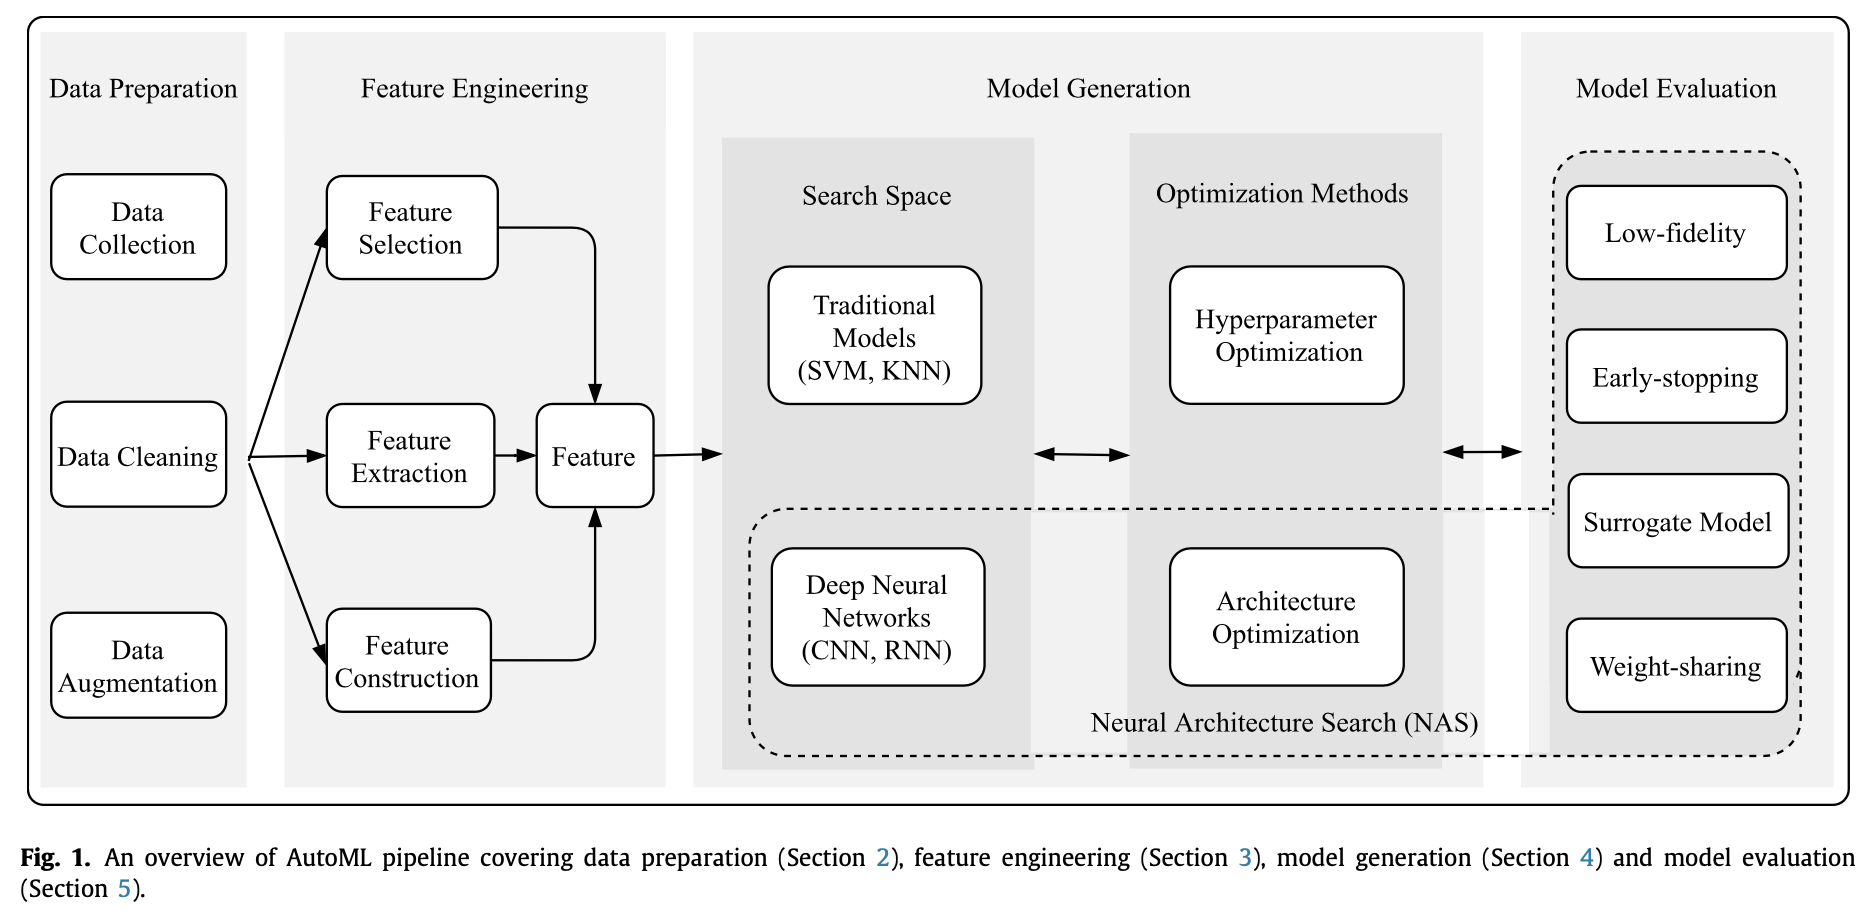 Data Preparation
Data
Collection
Data Cleaning
Data
Augmentation
Feature Engineering
Feature
Selection
Feature
Extraction
Feature
Construction
Feature
Model Generation
Search Space
Traditional
Models
(SVM, KNN)
Deep Neural
Networks
(CNN, RNN)
Optimization Methods
Hyperparameter
Optimization
Architecture
Optimization
Neural Architecture Search (NAS)
Model Evaluation
Low-fidelity
Early-stopping
Surrogate Model
Weight-sharing
Fig. 1. An overview of AutoML pipeline covering data preparation (Section 2), feature engineering (Section 3), model generation (Section 4) and model evaluation
(Section 5).